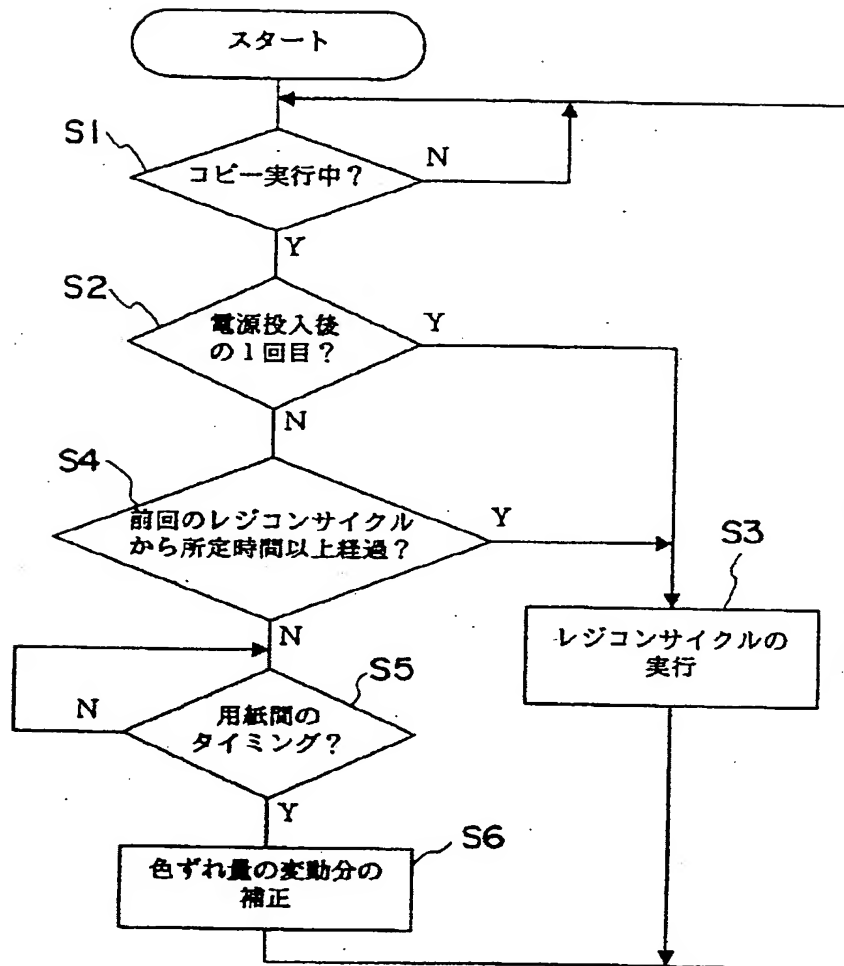 スタート
S1
コピー実行中？
N
Y
S2
電源投入後
の１回目？
Y
N
S4
前回のレジコンサイクル
から所定時間以上経過？
Y
N
S3
レジコンサイクルの
実行
S5
用紙間の
タイミング？
N
Y
S6
色ずれ量の変動分の
補正